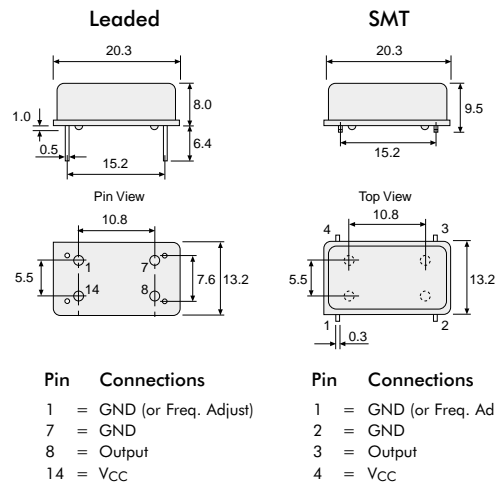 Leaded
20.3
8.0
1.0
0.5
6.4
15.2
Pin View
10.8
1
7
5.5
7.6
13.2
14
8
Pin Connections
1 = GND (or Freq. Adjust)
7 = GND
8 = Output
14 = VCC
SMT
20.3
9.5
15.2
Top View
10.8
4
3
5.5
13.2
1
2
0.3
Pin Connections
1 = GND (or Freq. Ad
2 = GND
3 = Output
4 = VCC